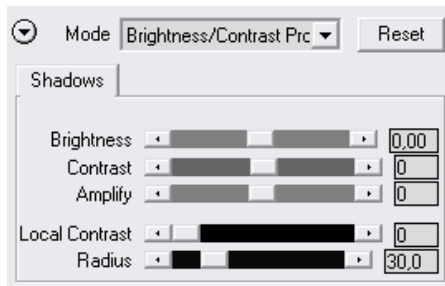 Mode Brightness/Contrast Prc Reset
Shadows
Brightness 0,00
Contrast 0
Amplify 0
Local Contrast 0
Radius 30,0